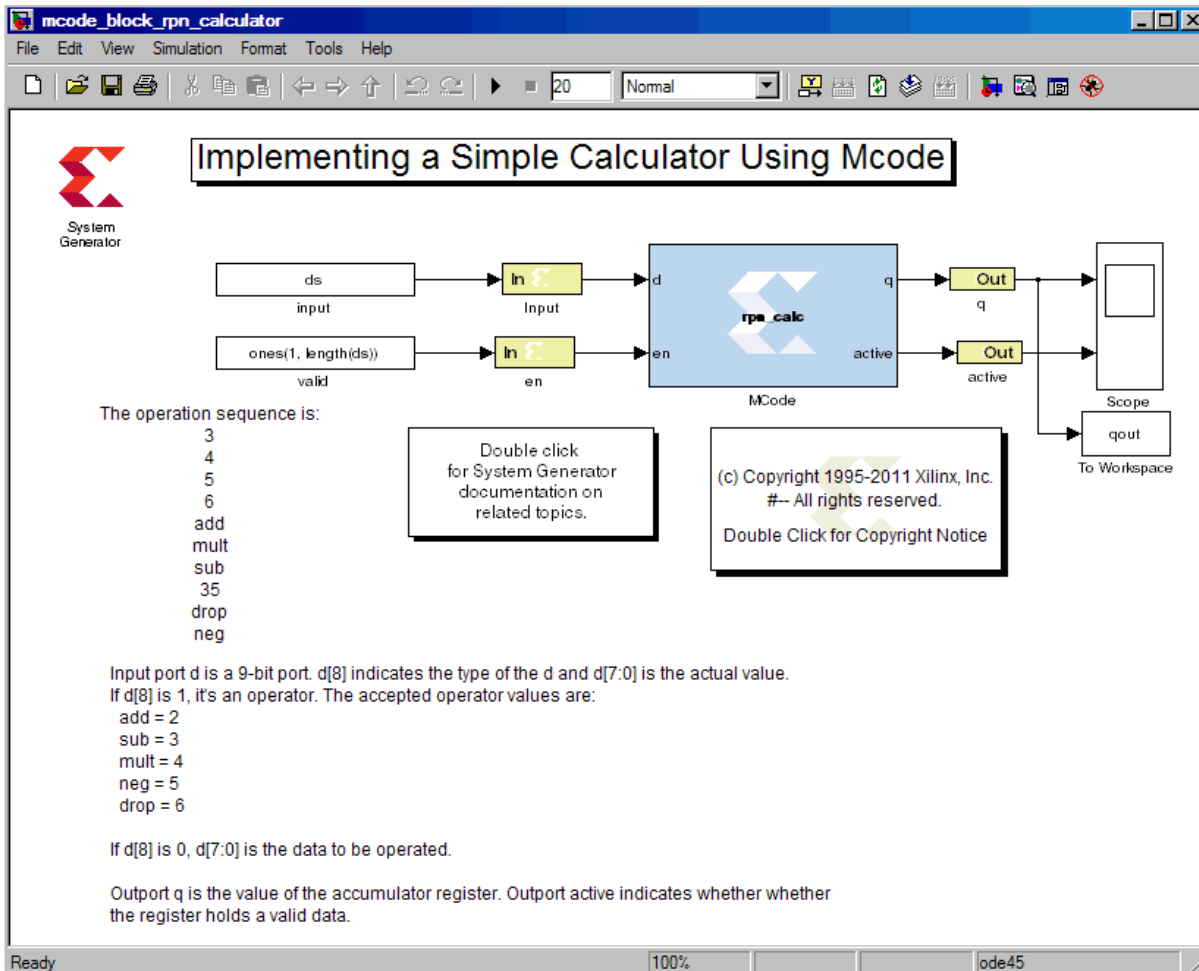 mcode_block_rpn_calculator
File Edit View Simulation Format Tools Help
20 Normal
Implementing a Simple Calculator Using Mcode
System
Generator
ds
input
In
Input
d
q
rpn_calc
Out
q
ones(1, length(ds))
valid
In
en
en
active
MCode
Out
active
Scope
qout
To Workspace
The operation sequence is:
3
4
5
6
add
mult
sub
35
drop
neg
Double click
for System Generator
documentation on
related topics.
(c) Copyright 1995-2011 Xilinx, Inc.
#-- All rights reserved.
Double Click for Copyright Notice
Input port d is a 9-bit port. d[8] indicates the type of the d and d[7:0] is the actual value.
If d[8] is 1, it's an operator. The accepted operator values are:
add = 2
sub = 3
mult = 4
neg = 5
drop = 6
If d[8] is 0, d[7:0] is the data to be operated.
Outport q is the value of the accumulator register. Outport active indicates whether whether
the register holds a valid data.
Ready 100% ode45